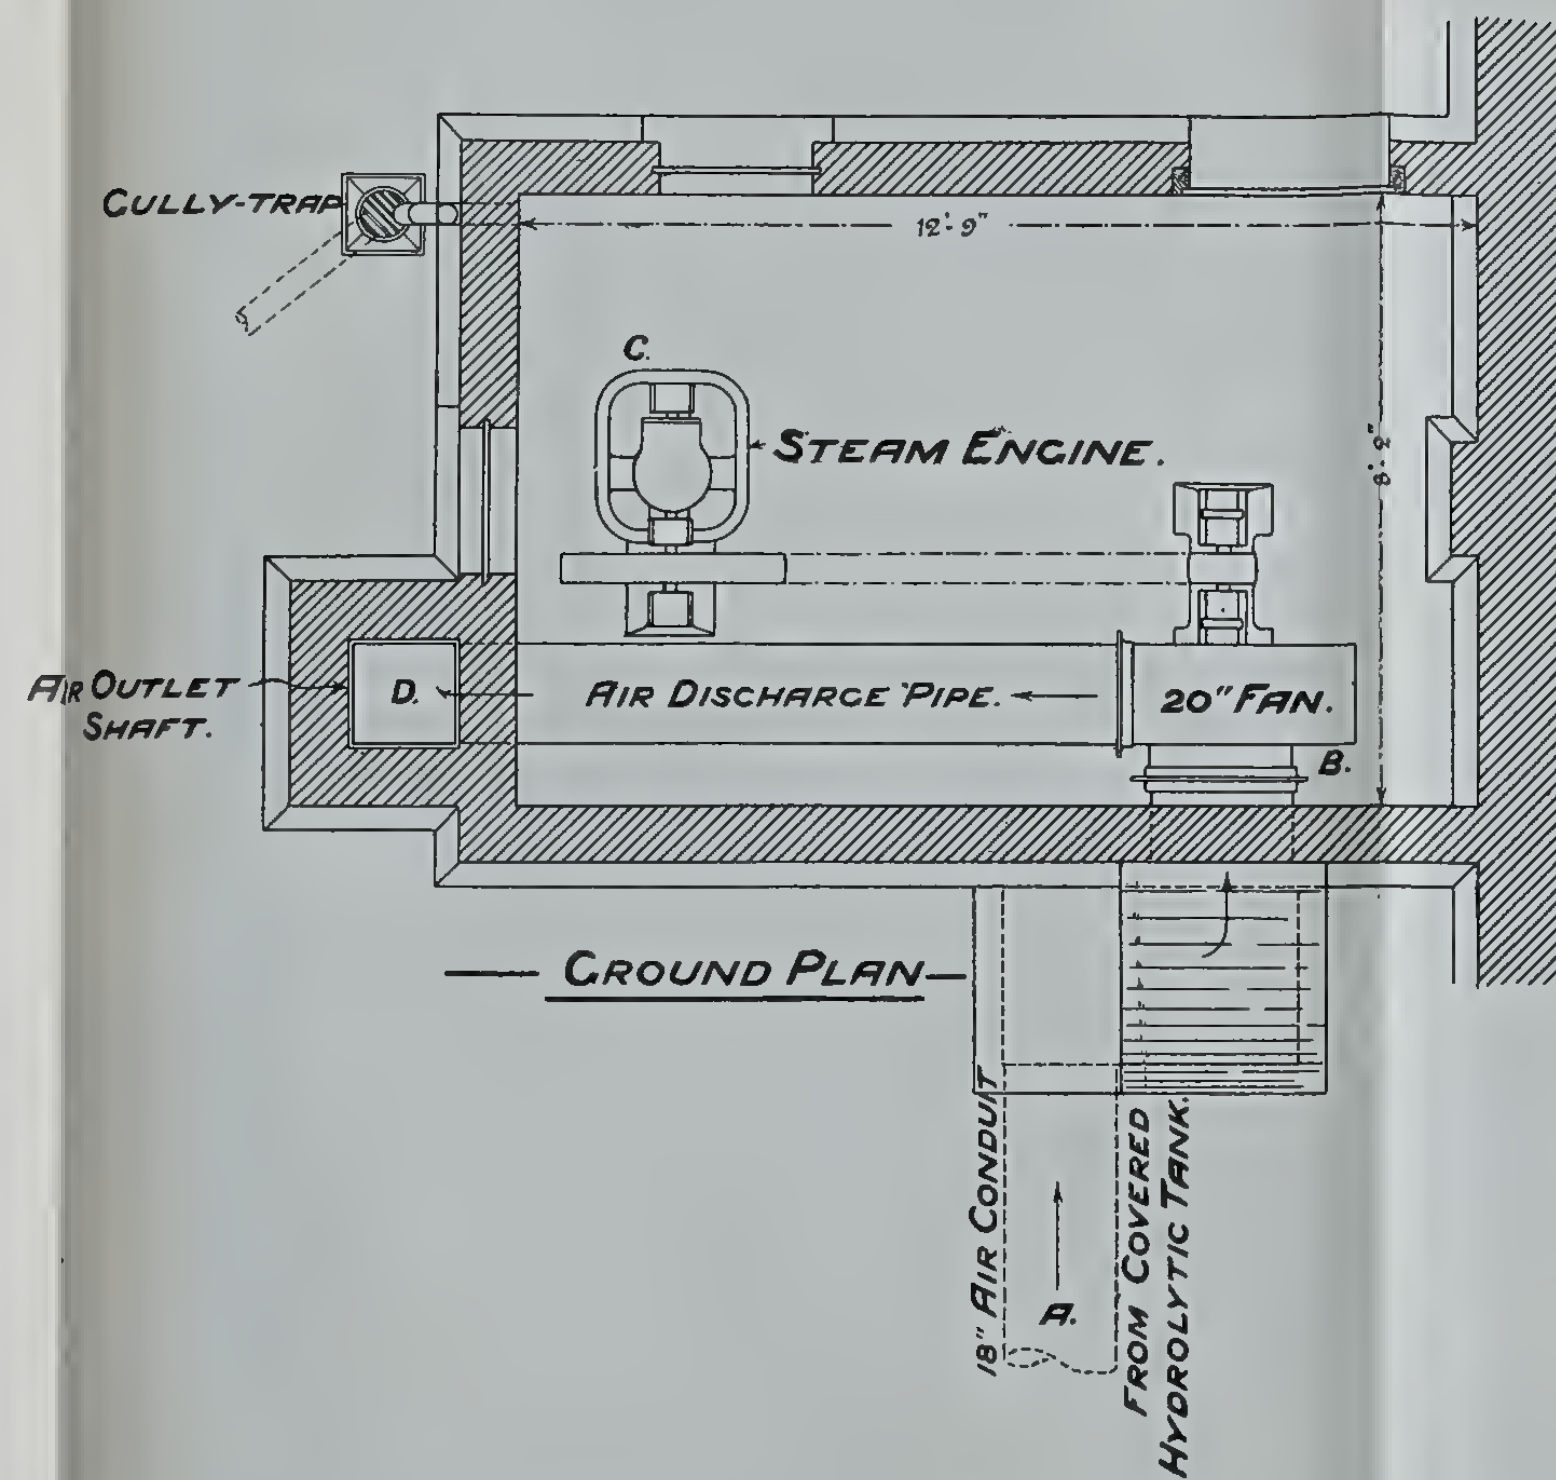 GULLY-TRAP
12'-9"
C.
STEAM ENGINE.
8'-2"
AIR OUTLET
SHAFT.
D.
AIR DISCHARGE PIPE.
20" FAN.
B.
GROUND PLAN
18" AIR CONDUIT
A.
FROM COVERED
HYDROLYTIC TANK.